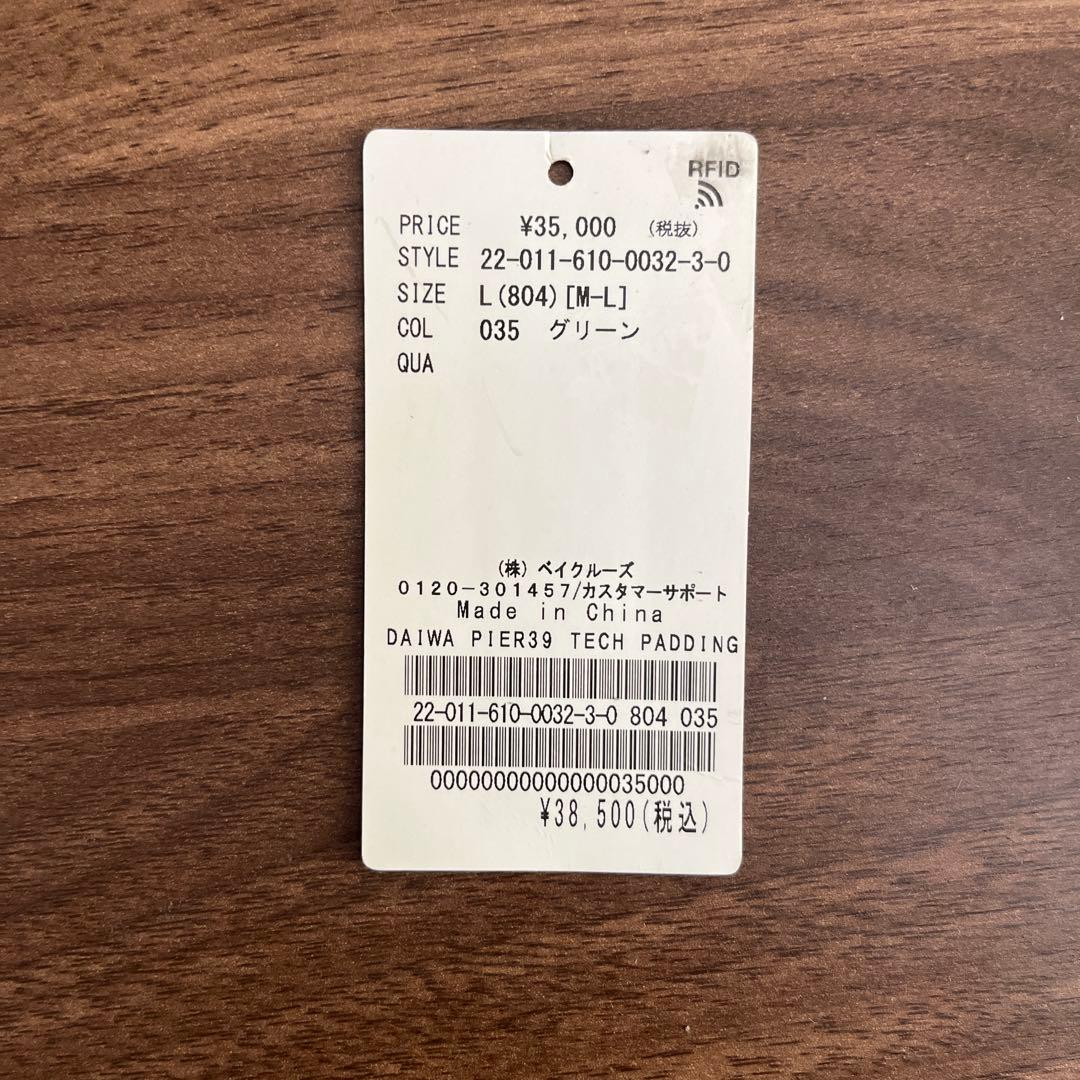 RFID
PRICE ¥35,000 (税抜)
STYLE 22-011-610-0032-3-0
SIZE L(804)[M-L]
COL 035 グリーン
QUA
(株) ベイクルーズ
0120-301457/カスタマーサポート
Made in China
DAIWA PIER39 TECH PADDING
22-011-610-0032-3-0 804 035
00000000000000035000
¥38,500(税込)